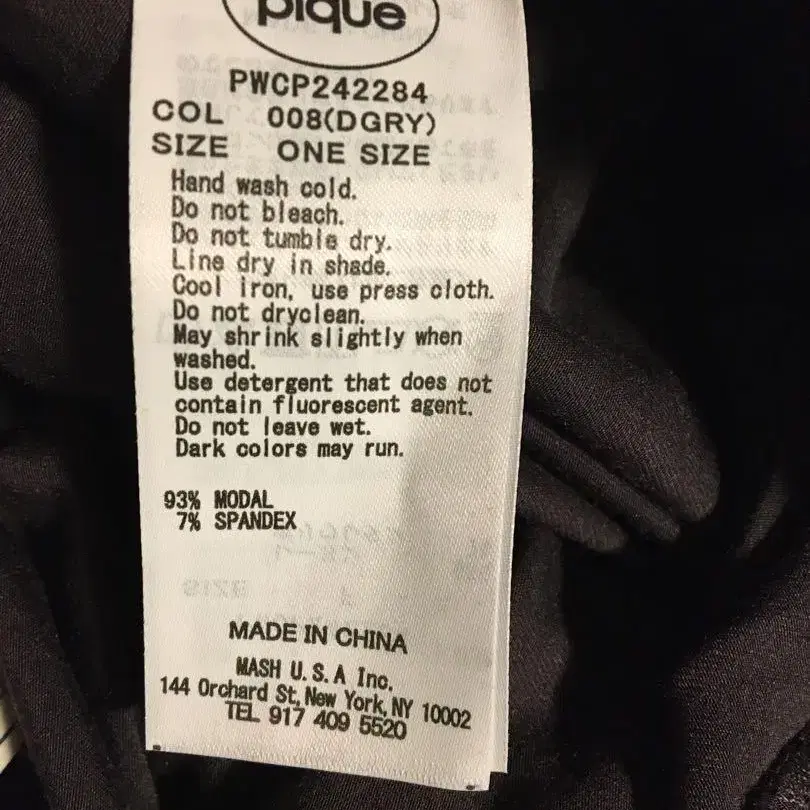 pique
PWCP242284
COL 008(DGRY)
SIZE ONE SIZE
Hand wash cold.
Do not bleach.
Do not tumble dry.
Line dry in shade.
Cool iron, use press cloth.
Do not dryclean.
May shrink slightly when
washed.
Use detergent that does not
contain fluorescent agent.
Do not leave wet.
Dark colors may run.
93% MODAL
7% SPANDEX
MADE IN CHINA
MASH U.S.A Inc.
144 Orchard St, New York, NY 10002
TEL 917 409 5520